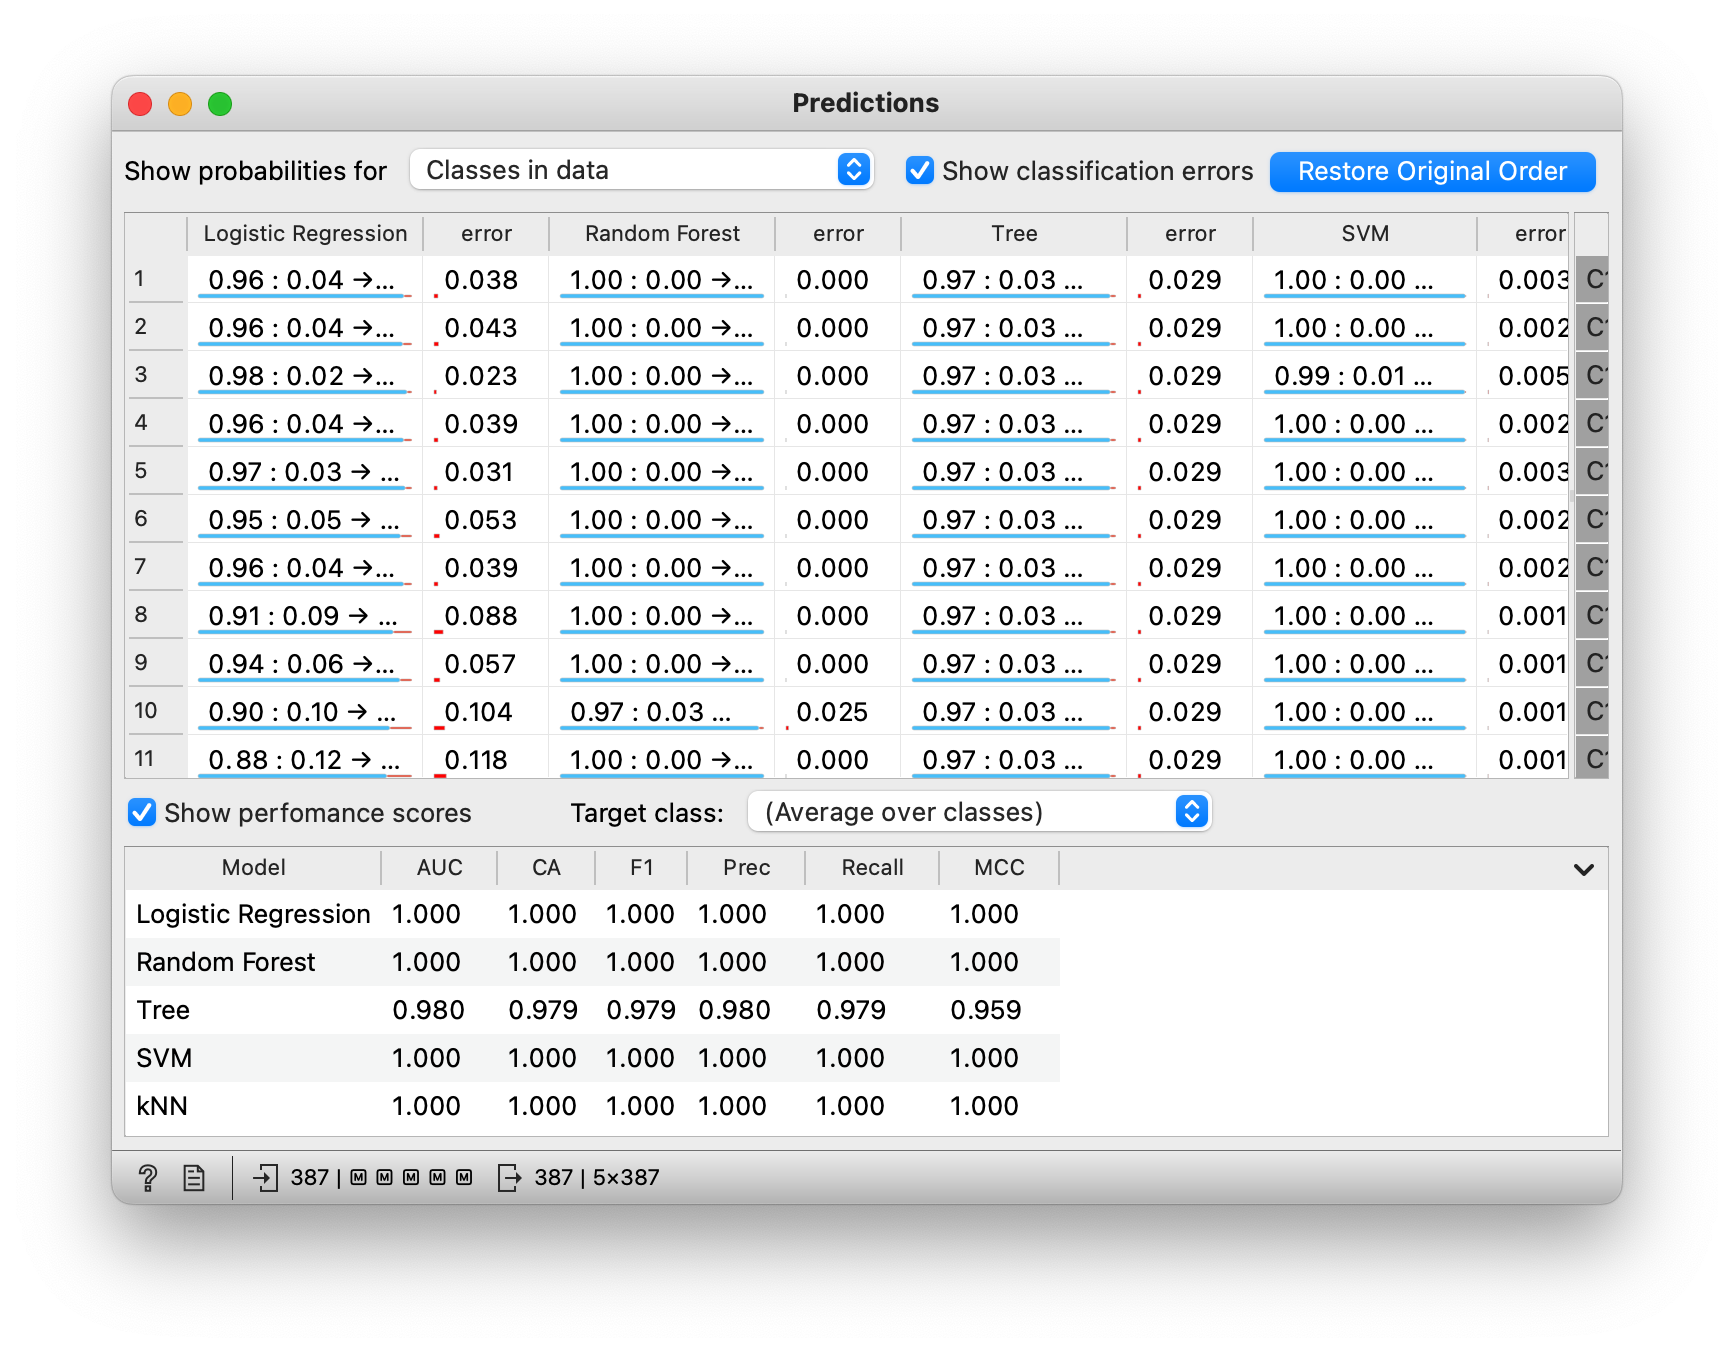 Predictions
Show probabilities for Classes in data Show classification errors Restore Original Order
Logistic Regression error Random Forest error Tree error SVM error
1 0.96 : 0.04 →... 0.038 1.00 : 0.00 →... 0.000 0.97 : 0.03 ... 0.029 1.00 : 0.00 ... 0.003
2 0.96 : 0.04 →... 0.043 1.00 : 0.00 →... 0.000 0.97 : 0.03 ... 0.029 1.00 : 0.00 ... 0.002
3 0.98 : 0.02 →... 0.023 1.00 : 0.00 →... 0.000 0.97 : 0.03 ... 0.029 0.99 : 0.01 ... 0.005
4 0.96 : 0.04 →... 0.039 1.00 : 0.00 →... 0.000 0.97 : 0.03 ... 0.029 1.00 : 0.00 ... 0.002
5 0.97 : 0.03 → ... 0.031 1.00 : 0.00 →... 0.000 0.97 : 0.03 ... 0.029 1.00 : 0.00 ... 0.003
6 0.95 : 0.05 → ... 0.053 1.00 : 0.00 →... 0.000 0.97 : 0.03 ... 0.029 1.00 : 0.00 ... 0.002
7 0.96 : 0.04 →... 0.039 1.00 : 0.00 →... 0.000 0.97 : 0.03 ... 0.029 1.00 : 0.00 ... 0.002
8 0.91 : 0.09 → ... 0.088 1.00 : 0.00 →... 0.000 0.97 : 0.03 ... 0.029 1.00 : 0.00 ... 0.001
9 0.94 : 0.06 →... 0.057 1.00 : 0.00 →... 0.000 0.97 : 0.03 ... 0.029 1.00 : 0.00 ... 0.001
10 0.90 : 0.10 → ... 0.104 0.97 : 0.03 ... 0.025 0.97 : 0.03 ... 0.029 1.00 : 0.00 ... 0.001
11 0.88 : 0.12 → ... 0.118 1.00 : 0.00 →... 0.000 0.97 : 0.03 ... 0.029 1.00 : 0.00 ... 0.001
Show perfomance scores Target class: (Average over classes)
Model AUC CA F1 Prec Recall MCC
Logistic Regression 1.000 1.000 1.000 1.000 1.000 1.000
Random Forest 1.000 1.000 1.000 1.000 1.000 1.000
Tree 0.980 0.979 0.979 0.980 0.979 0.959
SVM 1.000 1.000 1.000 1.000 1.000 1.000
kNN 1.000 1.000 1.000 1.000 1.000 1.000
? 387 | M M M M M 387 | 5×387